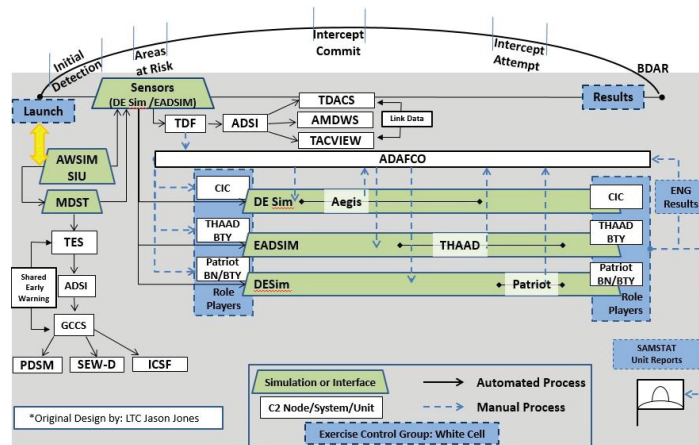 Initial
Detection
Areas
at Risk
Intercept
Commit
Intercept
Attempt
BDAR
Launch
Sensors
(DE Sim /EADSIM)
Results
TDF
ADSI
TDACS
AMDWS
TACVIEW
Link Data
AWSIM
SIU
MDST
TES
ADSI
GCCS
Shared
Early
Warning
PDSM
SEW-D
ICSF
ADAFCO
CIC
DE Sim
Aegis
CIC
THAAD
BTY
EADSIM
THAAD
THAAD
BTY
Patriot
BN/BTY
DESim
Patriot
Patriot
BN/BTY
Role
Players
Role
Players
ENG
Results
SAMSTAT
Unit Reports
Simulation or Interface
Automated Process
C2 Node/System/Unit
Manual Process
Exercise Control Group: White Cell
*Original Design by: LTC Jason Jones